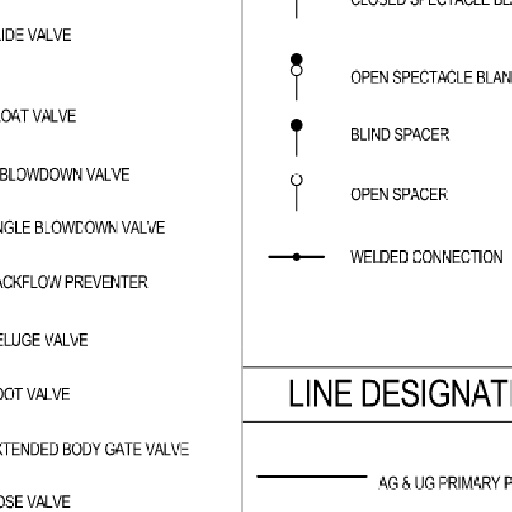 IDE VALVE
OAT VALVE
BLOWDOWN VALVE
NGLE BLOWDOWN VALVE
ACKFLOW PREVENTER
ELUGE VALVE
OOT VALVE
XTENDED BODY GATE VALVE
OSE VALVE
CLOSED SPECTACLE BL
OPEN SPECTACLE BLAN
BLIND SPACER
OPEN SPACER
WELDED CONNECTION
LINE DESIGNAT
AG & UG PRIMARY P